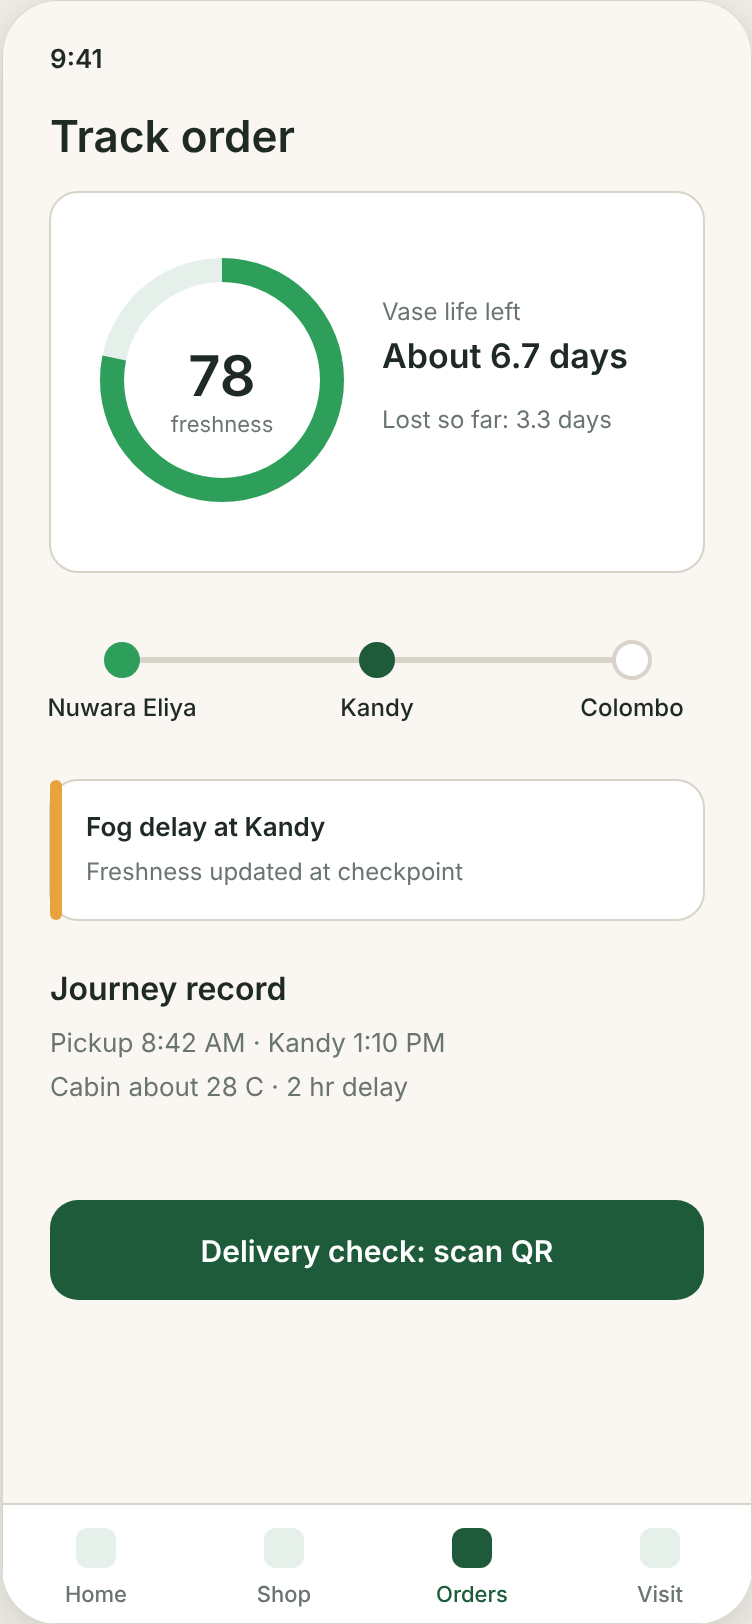 9:41
Track order
78
freshness
Vase life left
About 6.7 days
Lost so far: 3.3 days
Nuwara Eliya
Kandy
Colombo
Fog delay at Kandy
Freshness updated at checkpoint
Journey record
Pickup 8:42 AM · Kandy 1:10 PM
Cabin about 28 C · 2 hr delay
Delivery check: scan QR
Home
Shop
Orders
Visit